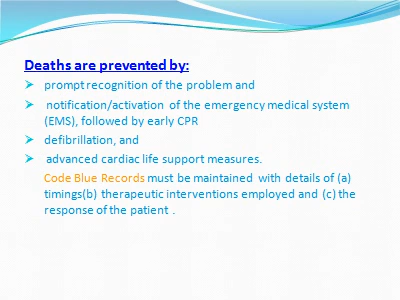 Deaths are prevented by:
➢ prompt recognition of the problem and
➢ notification/activation of the emergency medical system
(EMS), followed by early CPR
➢ defibrillation, and
➢ advanced cardiac life support measures.
Code Blue Records must be maintained with details of (a)
timings(b) therapeutic interventions employed and (c) the
response of the patient .